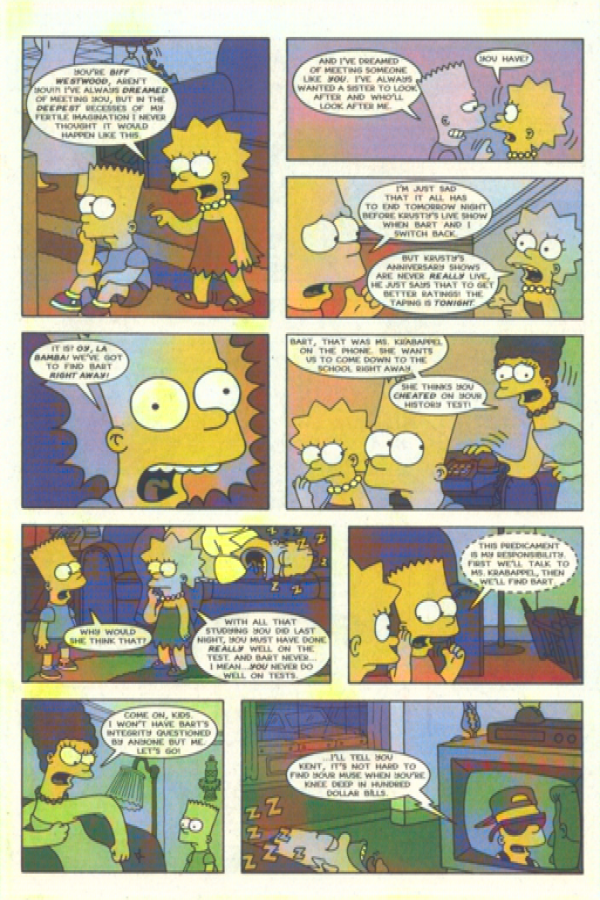 YOU'RE BIFF
WESTWOOD, AREN'T
YOU?! I'VE ALWAYS DREAMED
OF MEETING YOU, BUT IN THE
DEEPEST RECESSES OF MY
FERTILE IMAGINATION I NEVER
THOUGHT IT WOULD
HAPPEN LIKE THIS.
AND I'VE DREAMED
OF MEETING SOMEONE
LIKE YOU. I'VE ALWAYS
WANTED A SISTER TO LOOK
AFTER AND WHO'LL
LOOK AFTER ME.
YOU HAVE?
I'M JUST SAD
THAT IT ALL HAS
TO END TOMORROW NIGHT
BEFORE KRUSTY'S LIVE SHOW
WHEN BART AND I
SWITCH BACK.
BUT KRUSTY'S
ANNIVERSARY SHOWS
ARE NEVER REALLY LIVE,
HE JUST SAYS THAT TO GET
BETTER RATINGS! THE
TAPING IS TONIGHT.
IT IS? OY, LA
BAMBA! WE'VE GOT
TO FIND BART
RIGHT AWAY!
BART, THAT WAS MS. KRABAPPEL
ON THE PHONE. SHE WANTS
US TO COME DOWN TO THE
SCHOOL RIGHT AWAY.
SHE THINKS YOU
CHEATED ON YOUR
HISTORY TEST!
WHY WOULD
SHE THINK THAT?
Z Z Z Z Z
WITH ALL THAT
STUDYING YOU DID LAST
NIGHT, YOU MUST HAVE DONE
REALLY WELL ON THE
TEST. AND BART NEVER...
I MEAN...YOU NEVER DO
WELL ON TESTS.
THIS PREDICAMENT
IS MY RESPONSIBILITY.
FIRST WE'LL TALK TO
MS. KRABAPPEL, THEN
WE'LL FIND BART.
COME ON, KIDS.
I WON'T HAVE BART'S
INTEGRITY QUESTIONED
BY ANYONE BUT ME.
LET'S GO!
...I'LL TELL YOU
KENT, IT'S NOT HARD TO
FIND YOUR MUSE WHEN YOU'RE
KNEE DEEP IN HUNDRED
DOLLAR BILLS.
Z Z Z Z Z Z